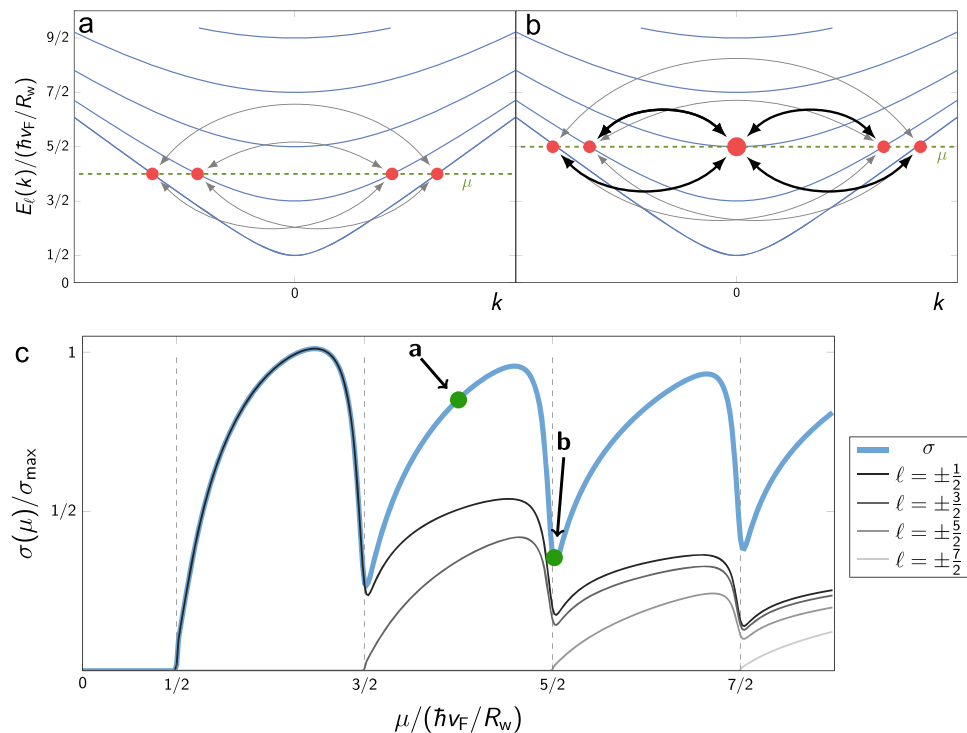 a
b
E_ℓ(k)/(ħv_F/R_w)
9/2
7/2
5/2
3/2
1/2
0
μ
μ
0
k
0
k
c
σ(μ)/σ_max
1
1/2
a
b
0
1/2
3/2
5/2
7/2
μ/(ħv_F/R_w)
σ
ℓ = ±1/2
ℓ = ±3/2
ℓ = ±5/2
ℓ = ±7/2